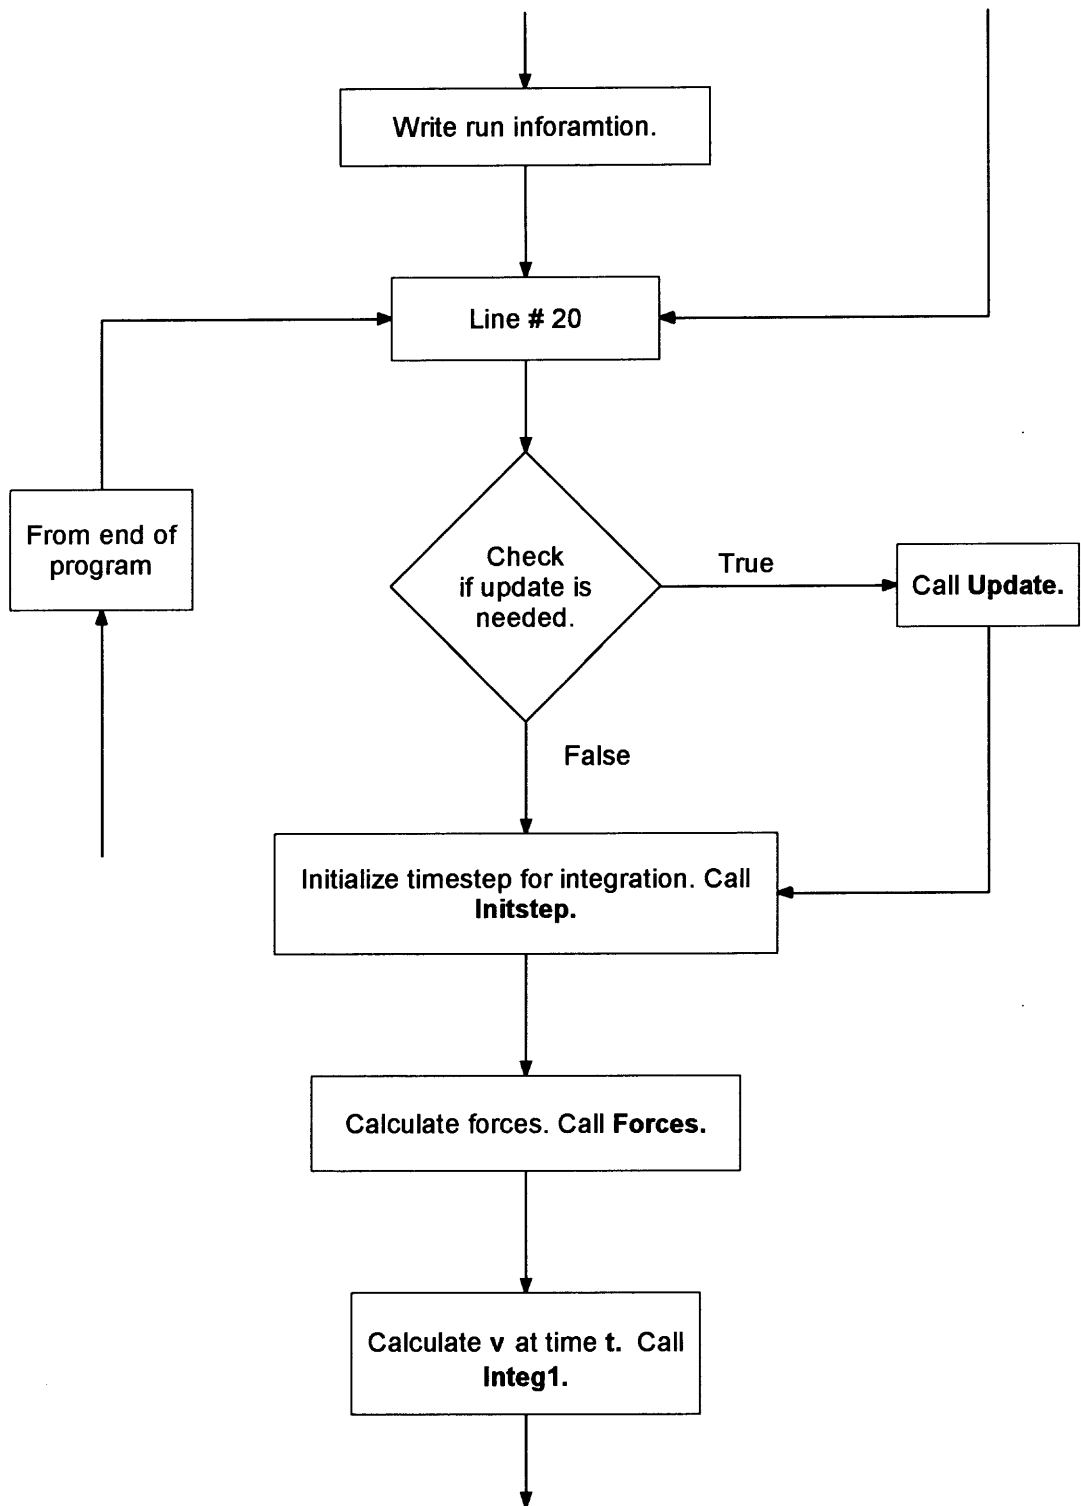 Write run inforamtion.
Line # 20
From end of
program
Check
if update is
needed.
True
Call Update.
False
Initialize timestep for integration. Call
Initstep.
Calculate forces. Call Forces.
Calculate v at time t. Call
Integ1.